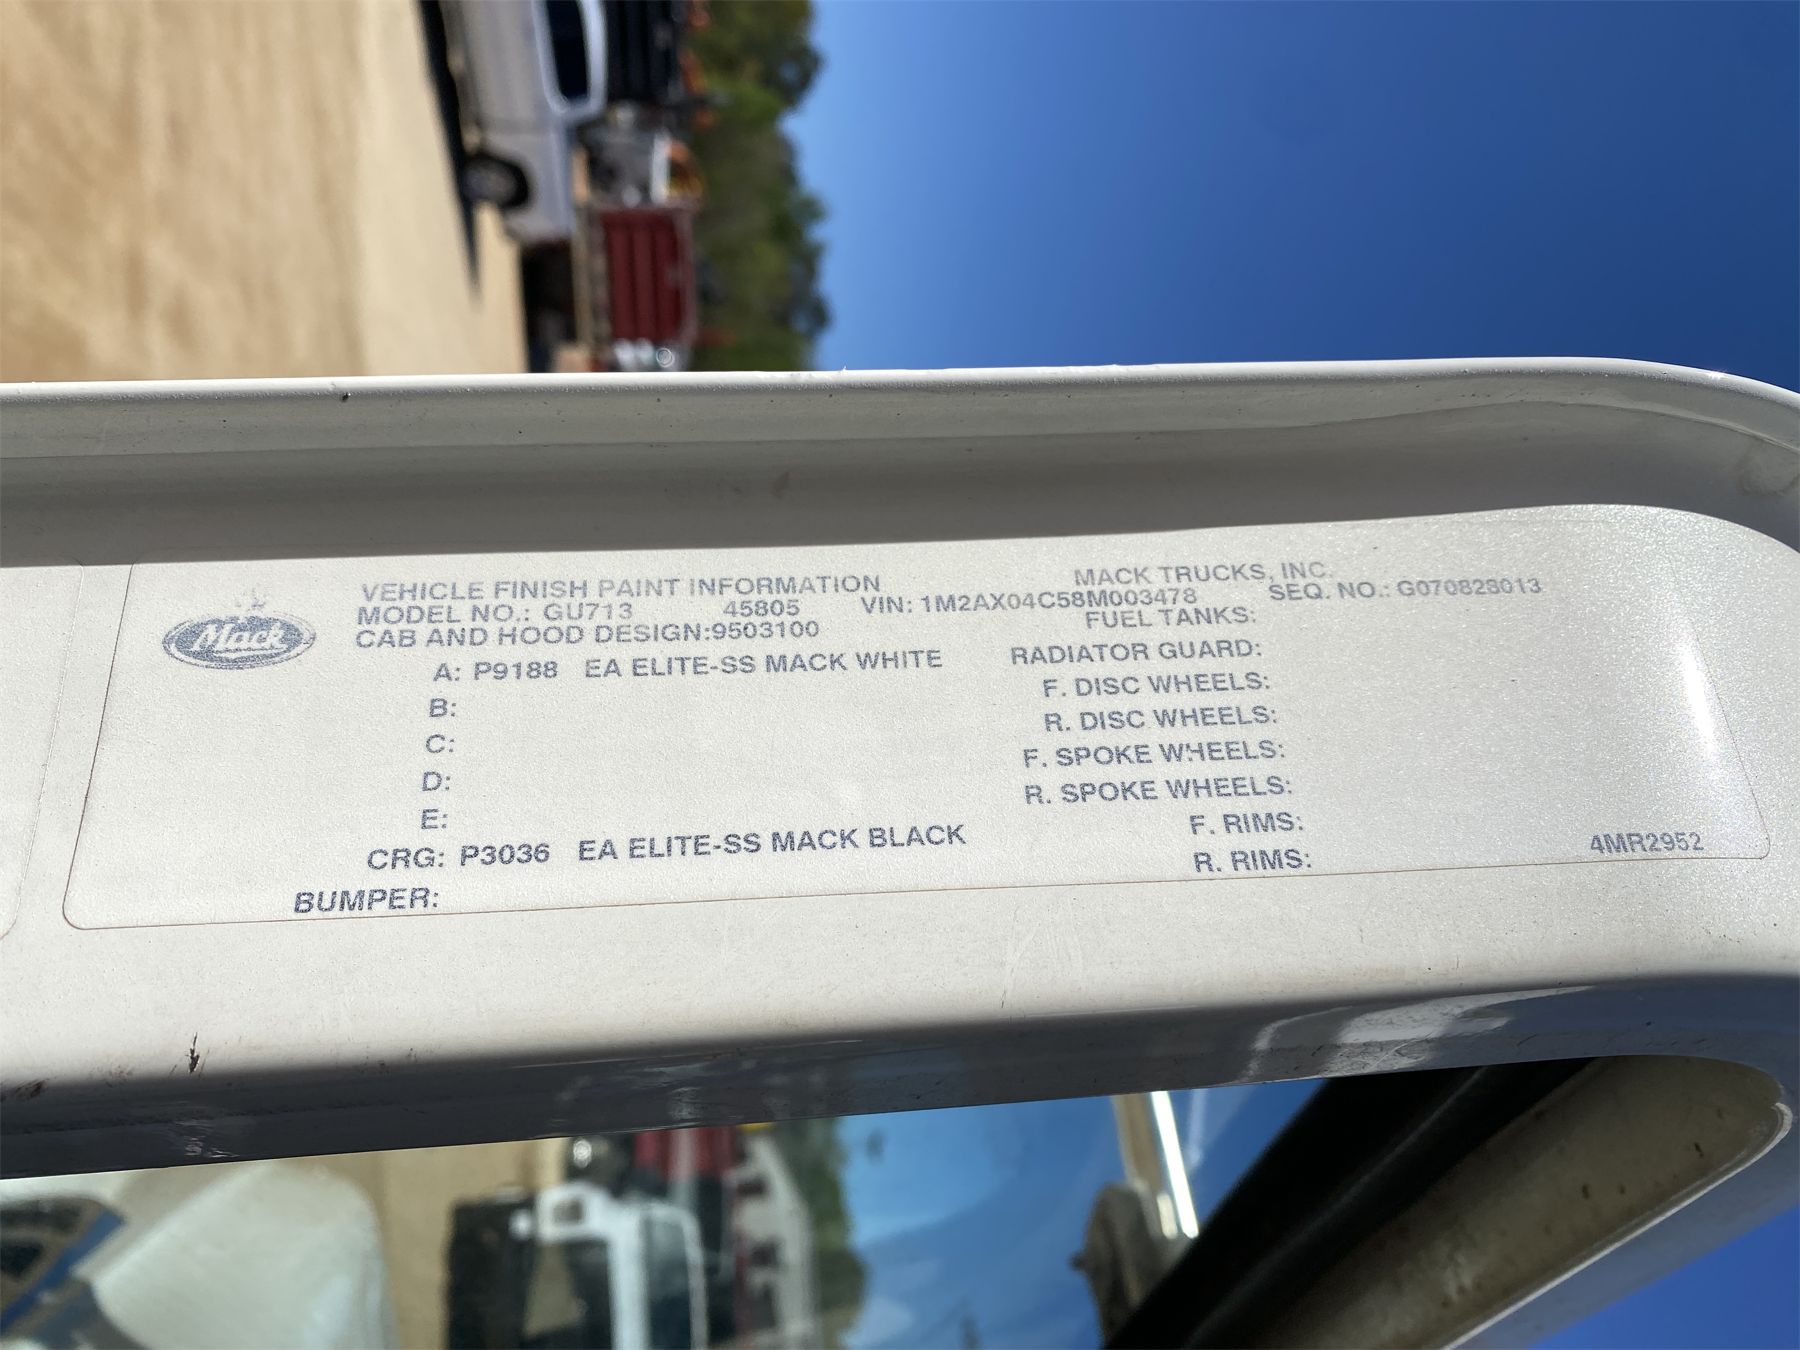 Mack
VEHICLE FINISH PAINT INFORMATION MACK TRUCKS, INC.
MODEL NO.: GU713 45805 VIN: 1M2AX04C58M003478 SEQ. NO.: G070828013
CAB AND HOOD DESIGN:9503100 FUEL TANKS:
A: P9188 EA ELITE-SS MACK WHITE RADIATOR GUARD:
B: F. DISC WHEELS:
C: R. DISC WHEELS:
D: F. SPOKE WHEELS:
E: R. SPOKE WHEELS:
CRG: P3036 EA ELITE-SS MACK BLACK F. RIMS:
BUMPER: R. RIMS: 4MR2952